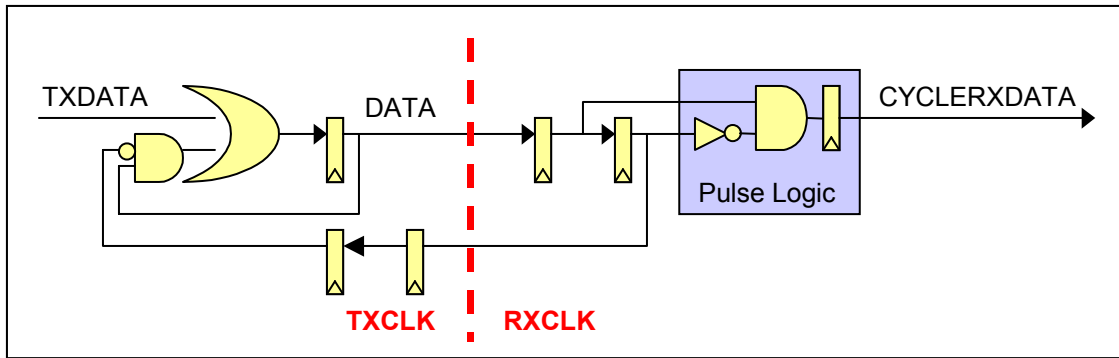 TXDATA
DATA
CYCLERXDATA
Pulse Logic
TXCLK
RXCLK